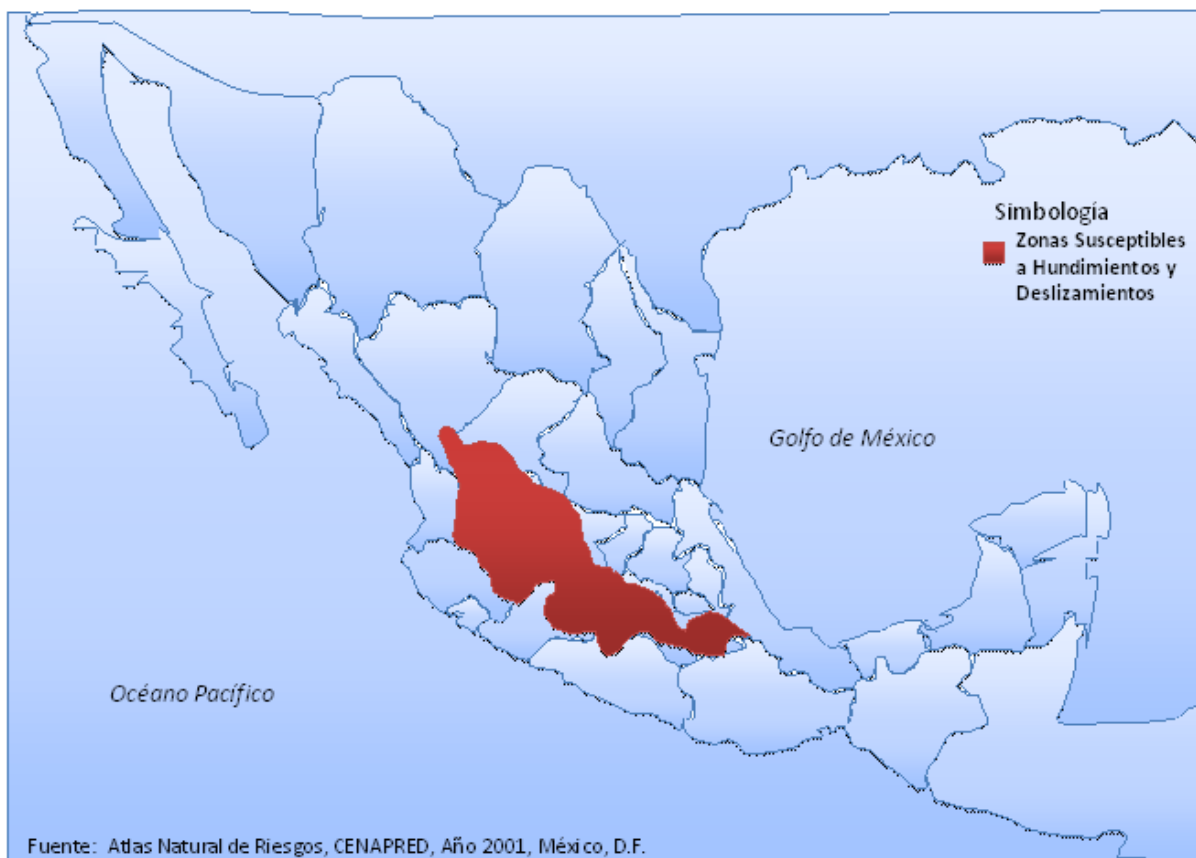 Simbología
Zonas Susceptibles
a Hundimientos y
Deslizamientos
Golfo de México
Océano Pacífico
Fuente: Atlas Natural de Riesgos, CENAPRED, Año 2001, México, D.F.